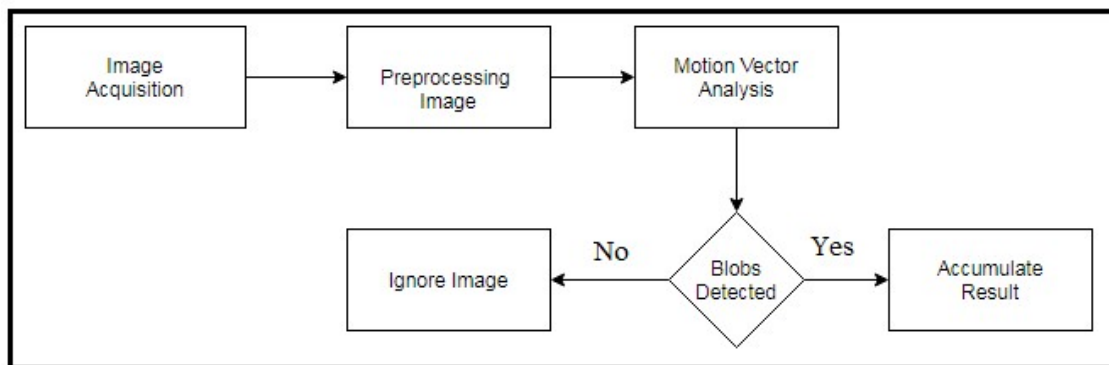 Image
Acquisition
Preprocessing
Image
Motion Vector
Analysis
No
Yes
Ignore Image
Blobs
Detected
Accumulate
Result